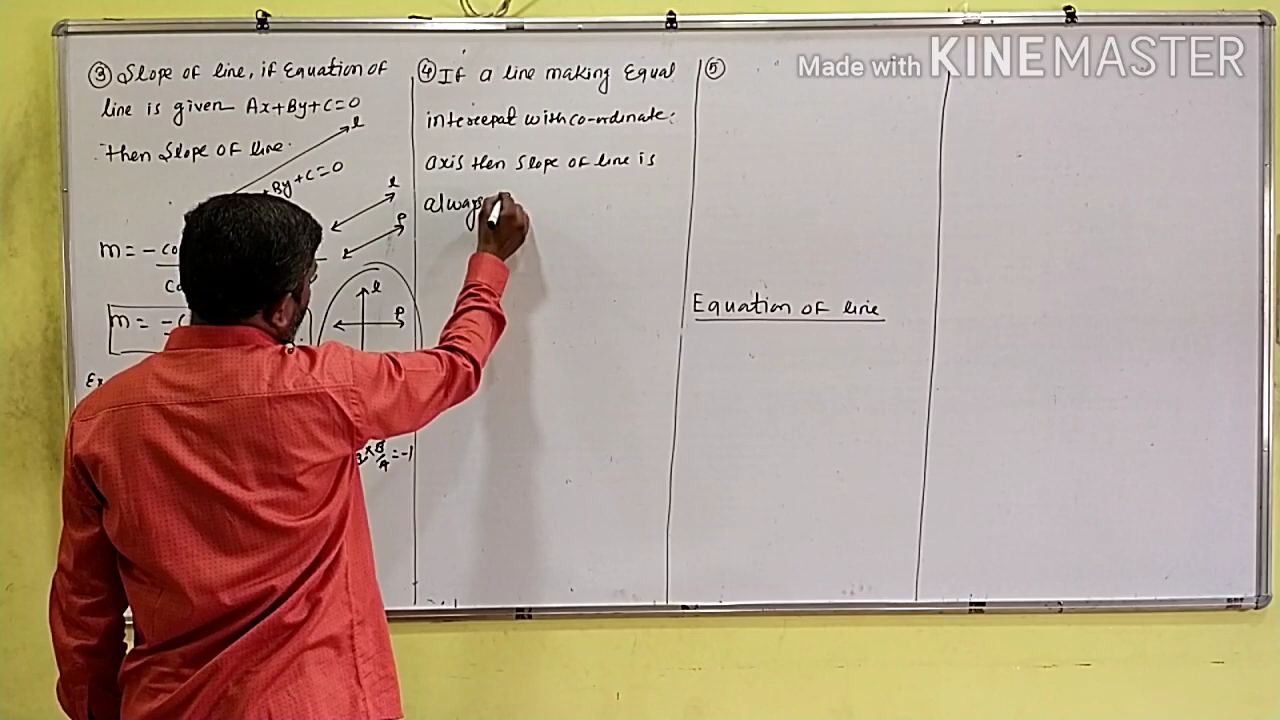 ③ Slope of line, if Equation of
line is given Ax+By+C=0
then Slope of line.
l
By+C=0
l
m = -
l
P
l
P
m = -
④ If a line making Equal
intercepat with co-ordinate
axis then slope of line is
always
⑤
Equation of line
Made with KINEMASTER